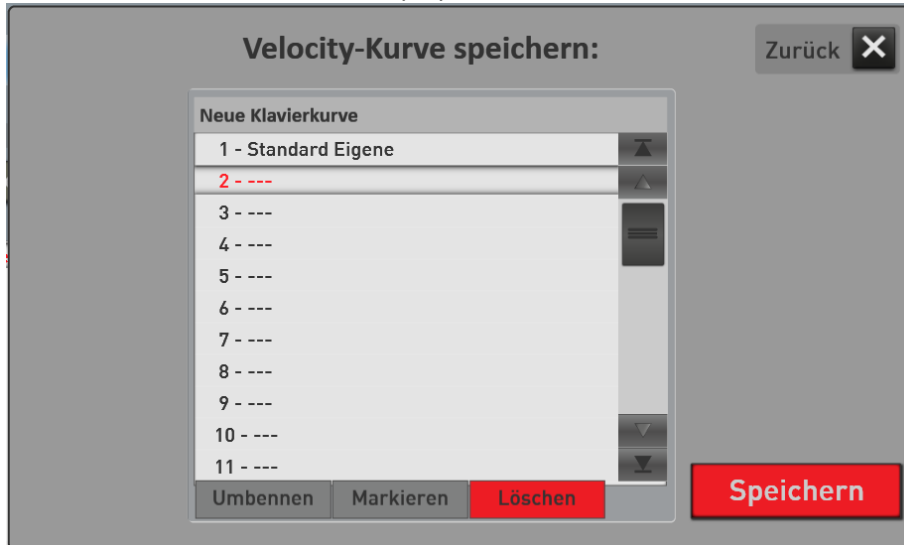 Velocity-Kurve speichern:
Zurück
Neue Klavierkurve
1 - Standard Eigene
2 - ---
3 - ---
4 - ---
5 - ---
6 - ---
7 - ---
8 - ---
9 - ---
10 - ---
11 - ---
Umbennen Markieren Löschen
Speichern